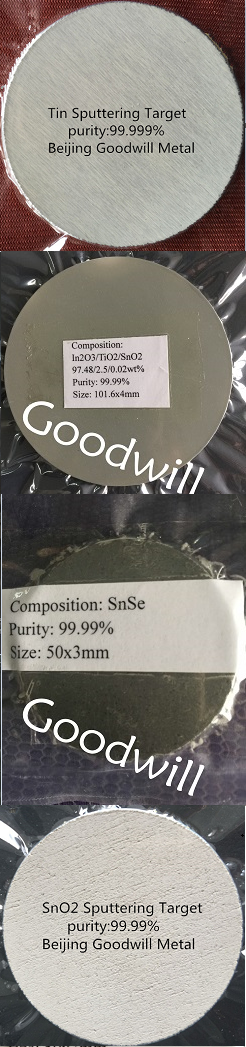 Tin Sputtering Target
purity:99.999%
Beijing Goodwill Metal
Composition:
In2O3/TiO2/SnO2
97.48/2.5/0.02wt%
Purity: 99.99%
Size: 101.6x4mm
Goodwill
Composition: SnSe
Purity: 99.99%
Size: 50x3mm
Goodwill
SnO2 Sputtering Target
purity:99.99%
Beijing Goodwill Metal